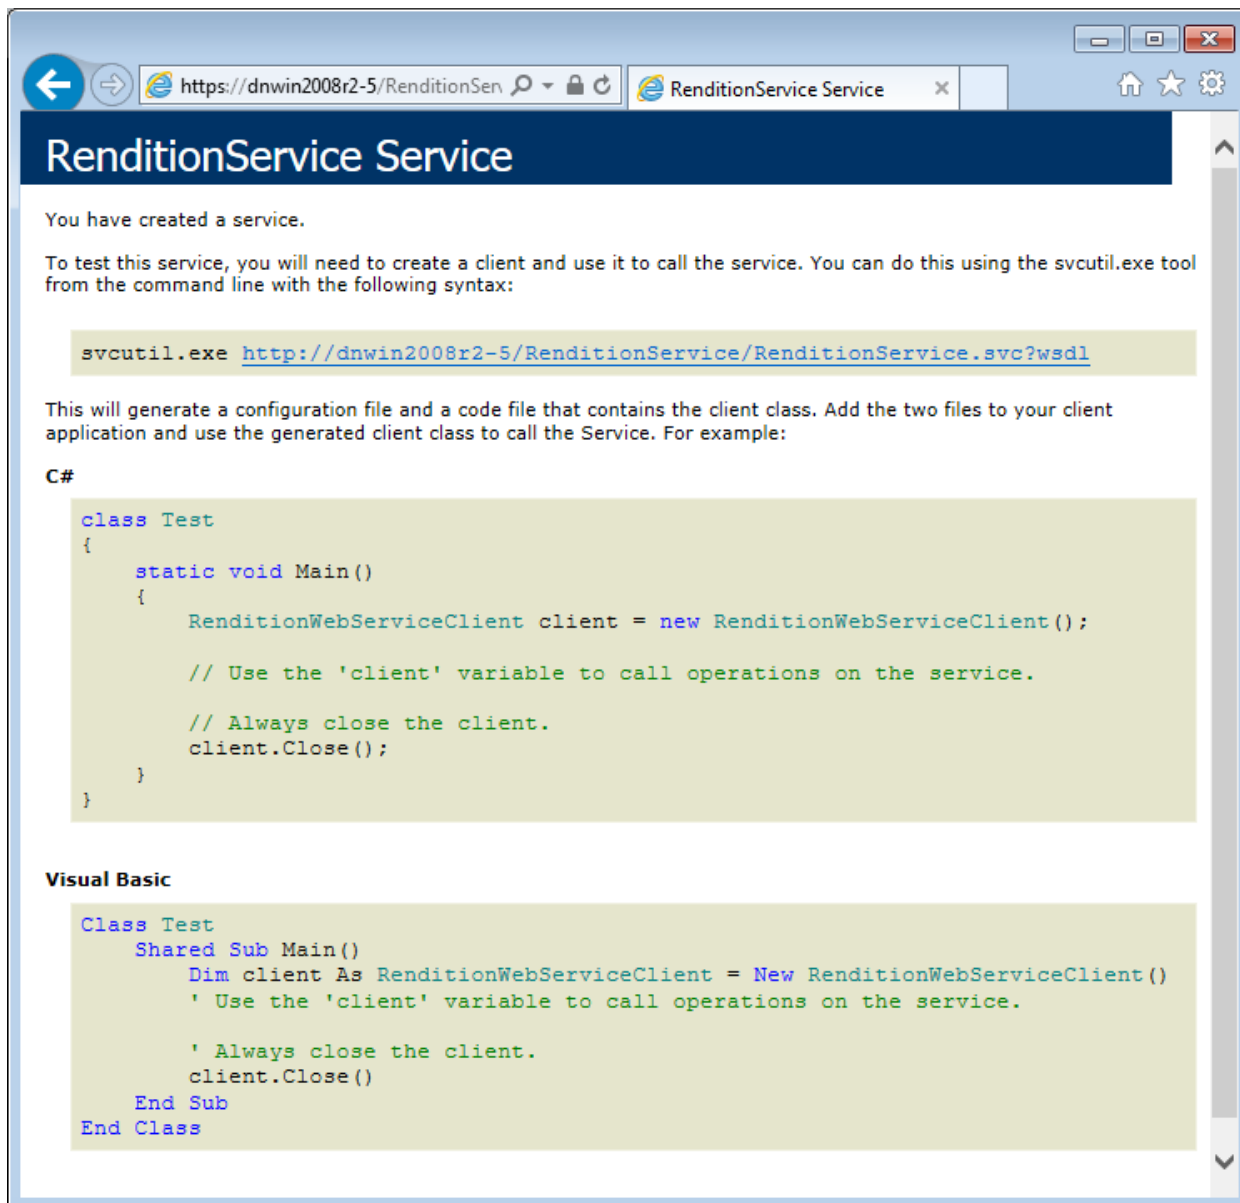 https://dnwin2008r2-5/RenditionSen
RenditionService Service
RenditionService Service
You have created a service.
To test this service, you will need to create a client and use it to call the service. You can do this using the svcutil.exe tool
from the command line with the following syntax:
svcutil.exe http://dnwin2008r2-5/RenditionService/RenditionService.svc?wsdl
This will generate a configuration file and a code file that contains the client class. Add the two files to your client
application and use the generated client class to call the Service. For example:
C#
class Test
{
    static void Main()
    {
        RenditionWebServiceClient client = new RenditionWebServiceClient();
        // Use the 'client' variable to call operations on the service.
        // Always close the client.
        client.Close();
    }
}
Visual Basic
Class Test
    Shared Sub Main()
        Dim client As RenditionWebServiceClient = New RenditionWebServiceClient()
        ' Use the 'client' variable to call operations on the service.
        ' Always close the client.
        client.Close()
    End Sub
End Class